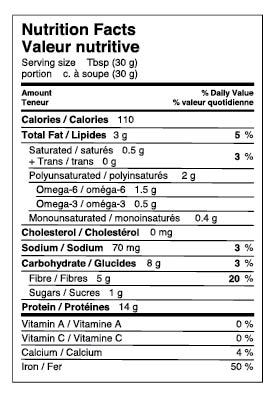 Nutrition Facts
Valeur nutritive
Serving size Tbsp (30 g)
portion c. à soupe (30 g)
Amount % Daily Value
Teneur % valeur quotidienne
Calories / Calories 110
Total Fat / Lipides 3 g 5 %
Saturated / saturés 0.5 g
+ Trans / trans 0 g 3 %
Polyunsaturated / polyinsaturés 2 g
Omega-6 / oméga-6 1.5 g
Omega-3 / oméga-3 0.5 g
Monounsaturated / monoinsaturés 0.4 g
Cholesterol / Cholestérol 0 mg
Sodium / Sodium 70 mg 3 %
Carbohydrate / Glucides 8 g 3 %
Fibre / Fibres 5 g 20 %
Sugars / Sucres 1 g
Protein / Protéines 14 g
Vitamin A / Vitamine A 0 %
Vitamin C / Vitamine C 0 %
Calcium / Calcium 4 %
Iron / Fer 50 %